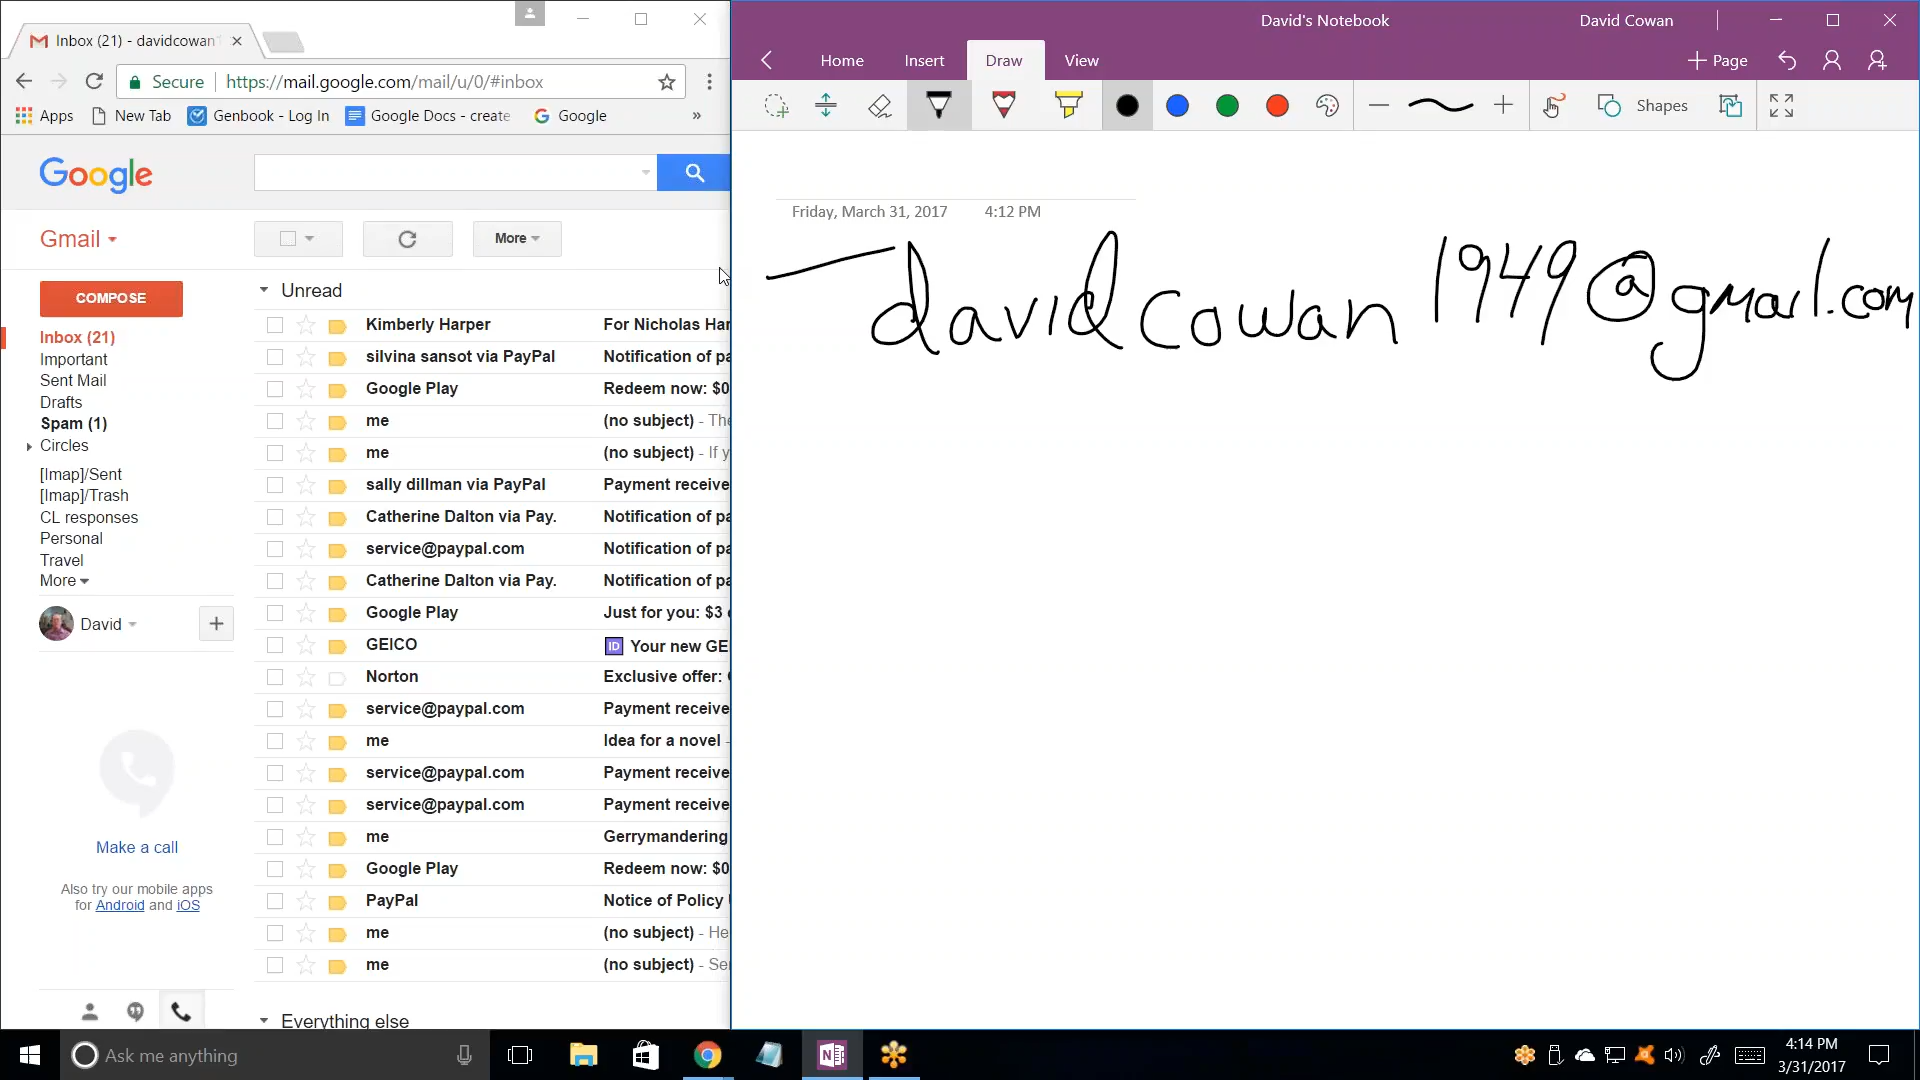 Inbox (21) - davidcowan1
Secure https://mail.google.com/mail/u/0/#inbox
Apps New Tab Genbook - Log In Google Docs - create Google »
Google
Gmail
More
COMPOSE
Inbox (21)
Important
Sent Mail
Drafts
Spam (1)
Circles
[Imap]/Sent
[Imap]/Trash
CL responses
Personal
Travel
More
David
Make a call
Also try our mobile apps
for Android and iOS
Unread
Kimberly Harper For Nicholas Har
silvina sansot via PayPal Notification of pa
Google Play Redeem now: $0
me (no subject) - The
me (no subject) - If y
sally dillman via PayPal Payment receive
Catherine Dalton via Pay. Notification of pa
service@paypal.com Notification of pa
Catherine Dalton via Pay. Notification of pa
Google Play Just for you: $3
GEICO ID Your new GE
Norton Exclusive offer:
service@paypal.com Payment receive
me Idea for a novel -
service@paypal.com Payment receive
service@paypal.com Payment receive
me Gerrymandering
Google Play Redeem now: $0
PayPal Notice of Policy
me (no subject) - He
me (no subject) - Se
Everything else
David's Notebook David Cowan
Home Insert Draw View Page
Shapes
Friday, March 31, 2017 4:12 PM
davidcowan1949@gmail.com
Ask me anything
4:14 PM
3/31/2017